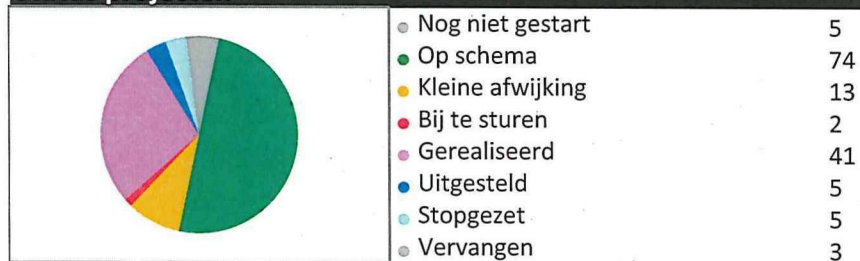 Nog niet gestart 5
Op schema 74
Kleine afwijking 13
Bij te sturen 2
Gerealiseerd 41
Uitgesteld 5
Stopgezet 5
Vervangen 3